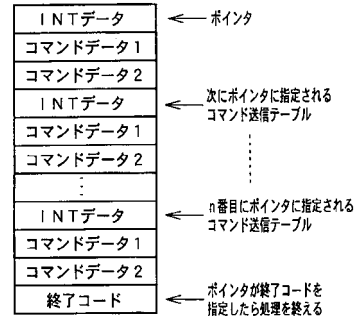 INTデータ
ポインタ
コマンドデータ1
コマンドデータ2
INTデータ
次にポインタに指定される
コマンド送信テーブル
コマンドデータ1
コマンドデータ2
INTデータ
n番目にポインタに指定される
コマンド送信テーブル
コマンドデータ1
コマンドデータ2
終了コード
ポインタが終了コードを
指定したら処理を終える